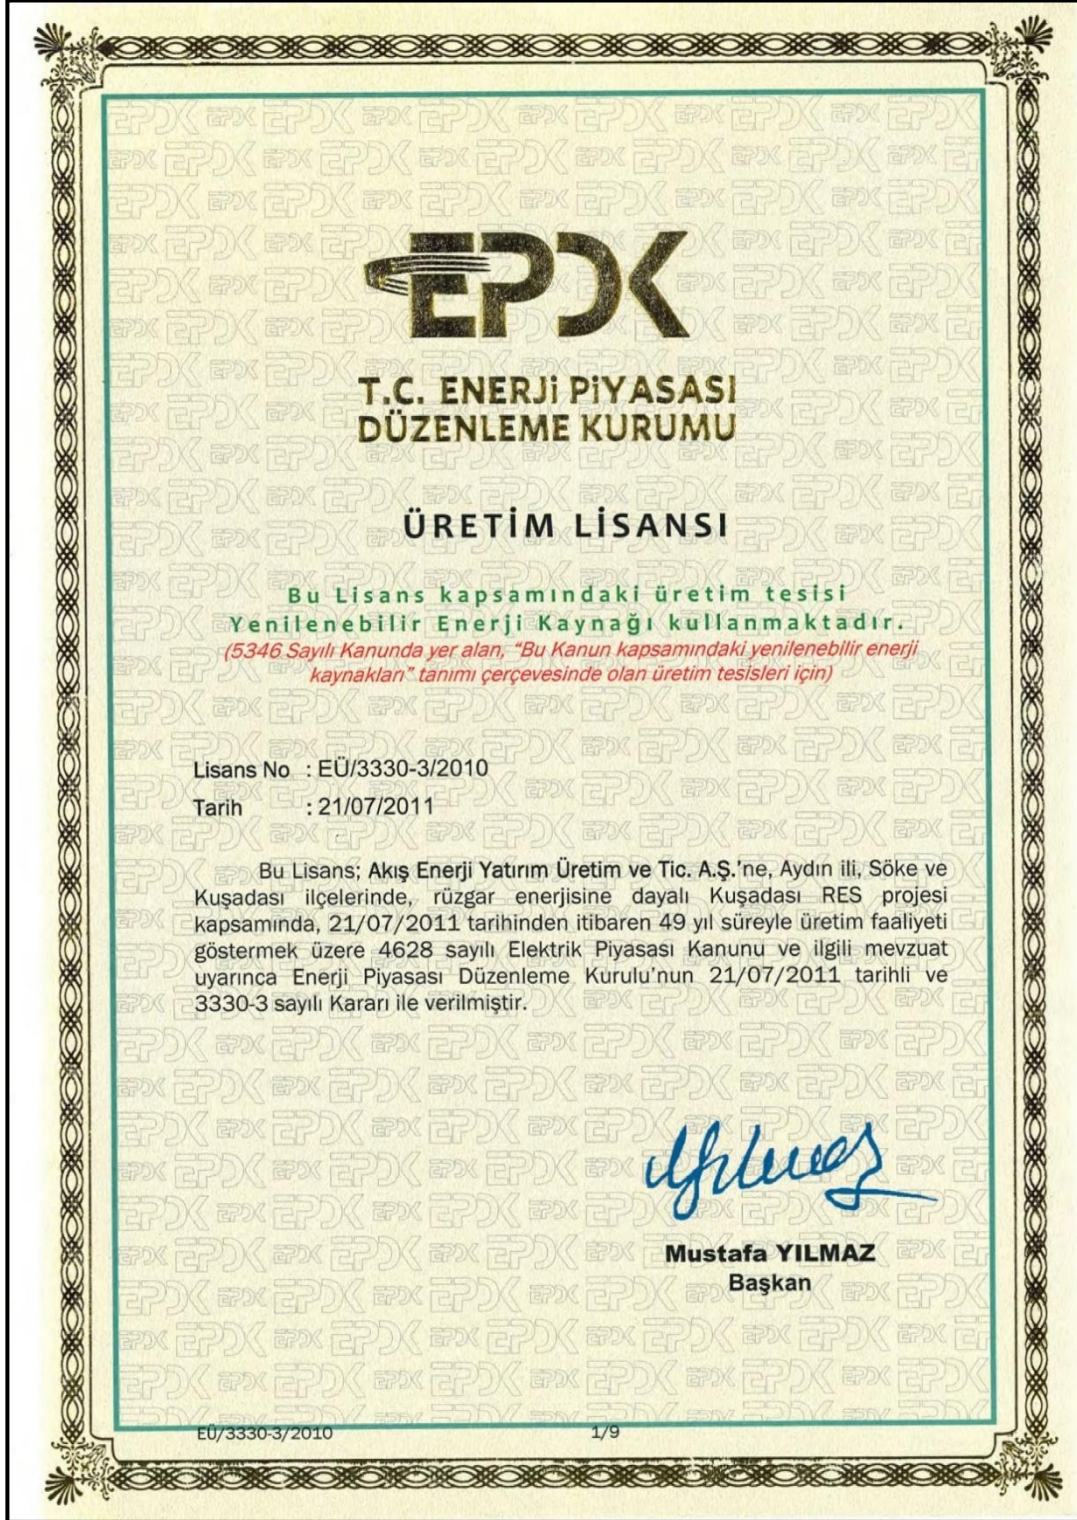 EPDK
T.C. ENERJİ PİYASASI
DÜZENLEME KURUMU
ÜRETİM LİSANSI
Bu Lisans kapsamındaki üretim tesisi
Yenilenebilir Enerji Kaynağı kullanmaktadır.
(5346 Sayılı Kanunda yer alan, "Bu Kanun kapsamındaki yenilenebilir enerji
kaynakları" tanımı çerçevesinde olan üretim tesisleri için)
Lisans No : EÜ/3330-3/2010
Tarih : 21/07/2011
Bu Lisans; Akış Enerji Yatırım Üretim ve Tic. A.Ş.'ne, Aydın ili, Söke ve
Kuşadası ilçelerinde, rüzgar enerjisine dayalı Kuşadası RES projesi
kapsamında, 21/07/2011 tarihinden itibaren 49 yıl süreyle üretim faaliyeti
göstermek üzere 4628 sayılı Elektrik Piyasası Kanunu ve ilgili mevzuat
uyarınca Enerji Piyasası Düzenleme Kurulu'nun 21/07/2011 tarihli ve
3330-3 sayılı Kararı ile verilmiştir.
Mustafa YILMAZ
Başkan
EÜ/3330-3/2010 1/9